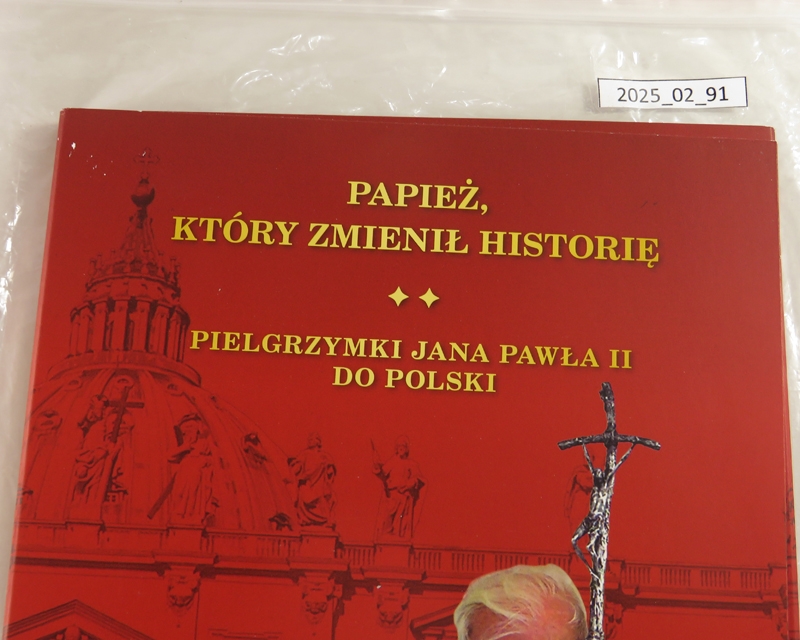 2025_02_91
PAPIEŻ,
KTÓRY ZMIENIŁ HISTORIĘ
PIELGRZYMKI JANA PAWŁA II
DO POLSKI